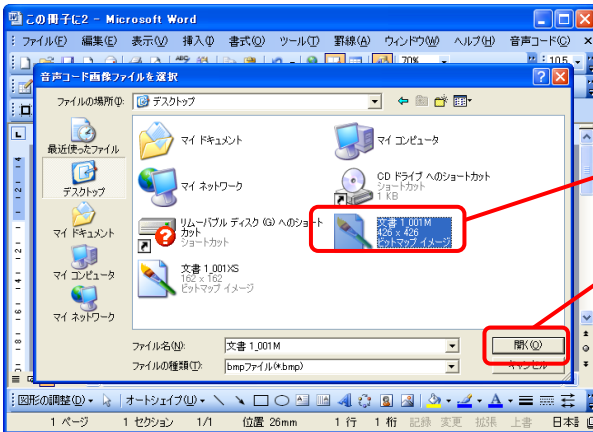 この冊子に2 - Microsoft Word
ファイル(F) 編集(E) 表示(V) 挿入(I) 書式(O) ツール(T) 罫線(A) ウィンドウ(W) ヘルプ(H) 音声コード(C) ×
70% 10.5
音声コード画像ファイルを選択
ファイルの場所(I): デスクトップ
最近使ったファイル
デスクトップ
マイ ドキュメント
マイ コンピュータ
マイ ネットワーク
マイ ドキュメント
マイ コンピュータ
マイ ネットワーク
CD ドライブ へのショートカット
ショートカット
1 KB
リムーバブル ディスク (G) へのショートカット
ショートカット
文書 1_001M
426 x 426
ビットマップ イメージ
文書 1_001XS
162 x 162
ビットマップ イメージ
ファイル名(N): 文書 1_001M 開く(O)
ファイルの種類(T): bmpファイル(*.bmp) キャンセル
図形の調整(D) オートシェイプ(U)
1 ページ 1 セクション 1/1 位置 26mm 1 行 1 桁 記録 変更 拡張 上書 日本語